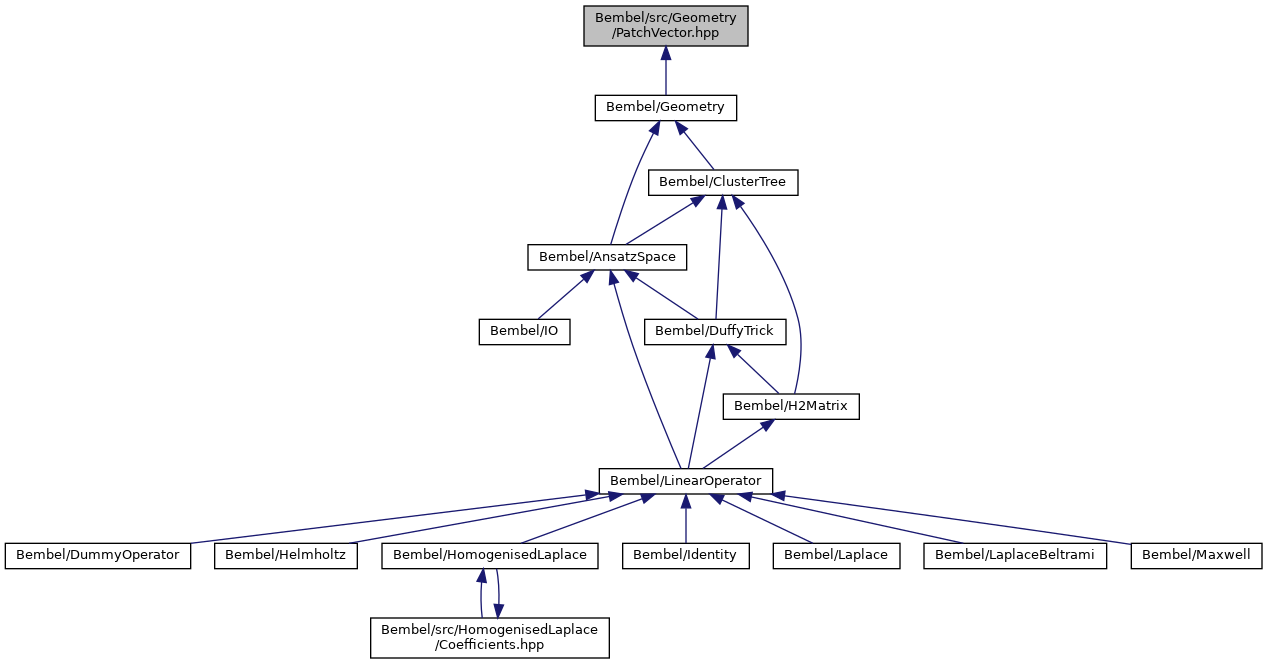 Bembel/src/Geometry
/PatchVector.hpp
Bembel/Geometry
Bembel/ClusterTree
Bembel/AnsatzSpace
Bembel/IO
Bembel/DuffyTrick
Bembel/H2Matrix
Bembel/LinearOperator
Bembel/DummyOperator
Bembel/Helmholtz
Bembel/HomogenisedLaplace
Bembel/Identity
Bembel/Laplace
Bembel/LaplaceBeltrami
Bembel/Maxwell
Bembel/src/HomogenisedLaplace
/Coefficients.hpp